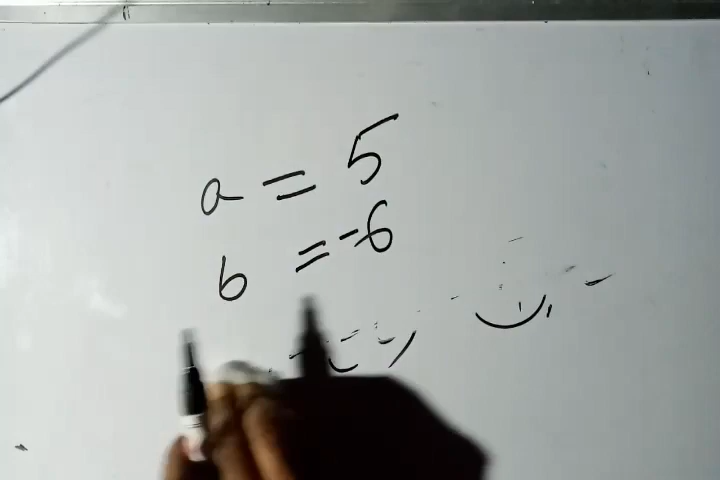 a = 5
b = -6